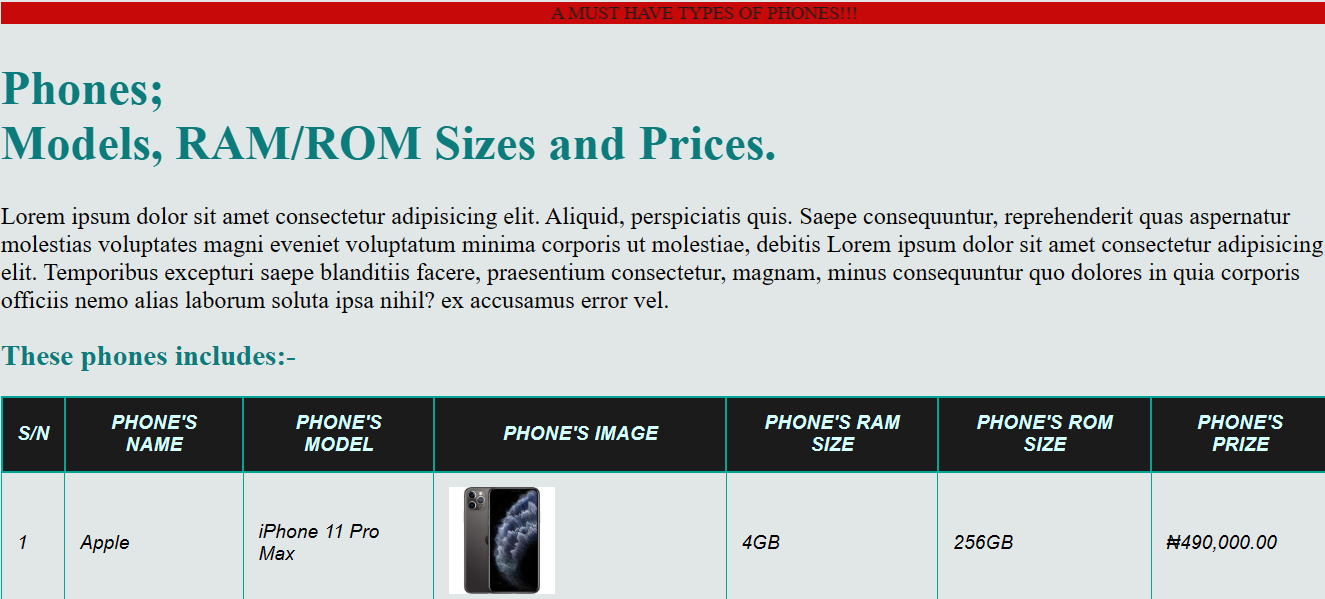 A MUST HAVE TYPES OF PHONES!!!
Phones;
Models, RAM/ROM Sizes and Prices.
Lorem ipsum dolor sit amet consectetur adipisicing elit. Aliquid, perspiciatis quis. Saepe consequuntur, reprehenderit quas aspernatur
molestias voluptates magni eveniet voluptatum minima corporis ut molestiae, debitis Lorem ipsum dolor sit amet consectetur adipisicing
elit. Temporibus excepturi saepe blanditiis facere, praesentium consectetur, magnam, minus consequuntur quo dolores in quia corporis
officiis nemo alias laborum soluta ipsa nihil? ex accusamus error vel.
These phones includes:-
S/N PHONE'S NAME PHONE'S MODEL PHONE'S IMAGE PHONE'S RAM SIZE PHONE'S ROM SIZE PHONE'S PRIZE
1 Apple iPhone 11 Pro Max 4GB 256GB ₦490,000.00